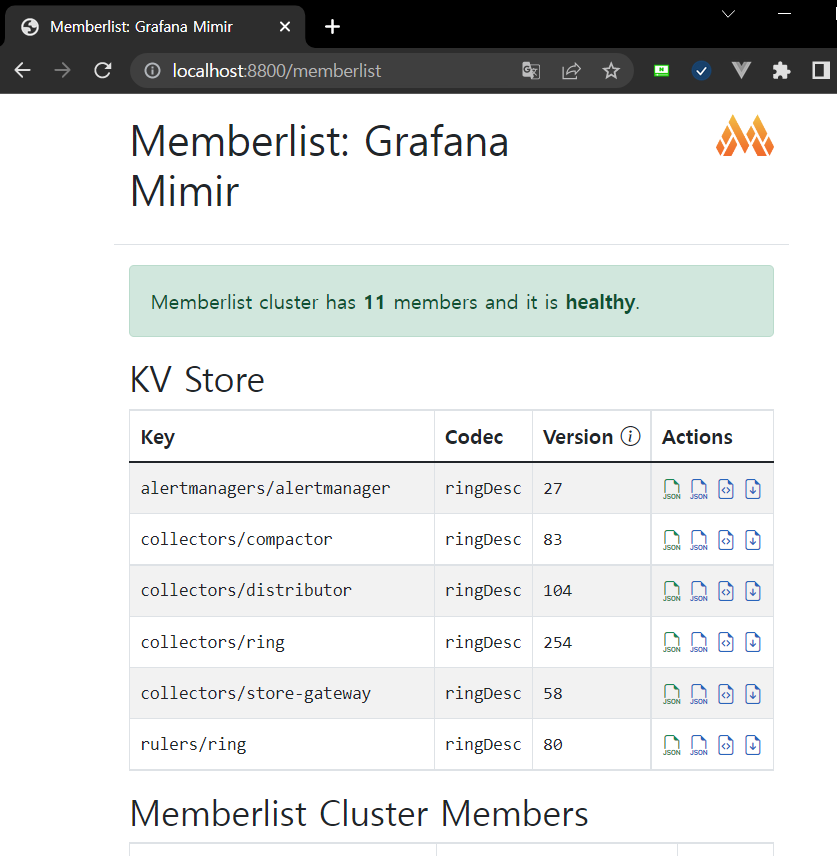 Memberlist: Grafana Mimir
localhost:8800/memberlist
Memberlist: Grafana
Mimir
Memberlist cluster has 11 members and it is healthy.
KV Store
Key Codec Version Actions
alertmanagers/alertmanager ringDesc 27 JSON JSON
collectors/compactor ringDesc 83 JSON JSON
collectors/distributor ringDesc 104 JSON JSON
collectors/ring ringDesc 254 JSON JSON
collectors/store-gateway ringDesc 58 JSON JSON
rulers/ring ringDesc 80 JSON JSON
Memberlist Cluster Members